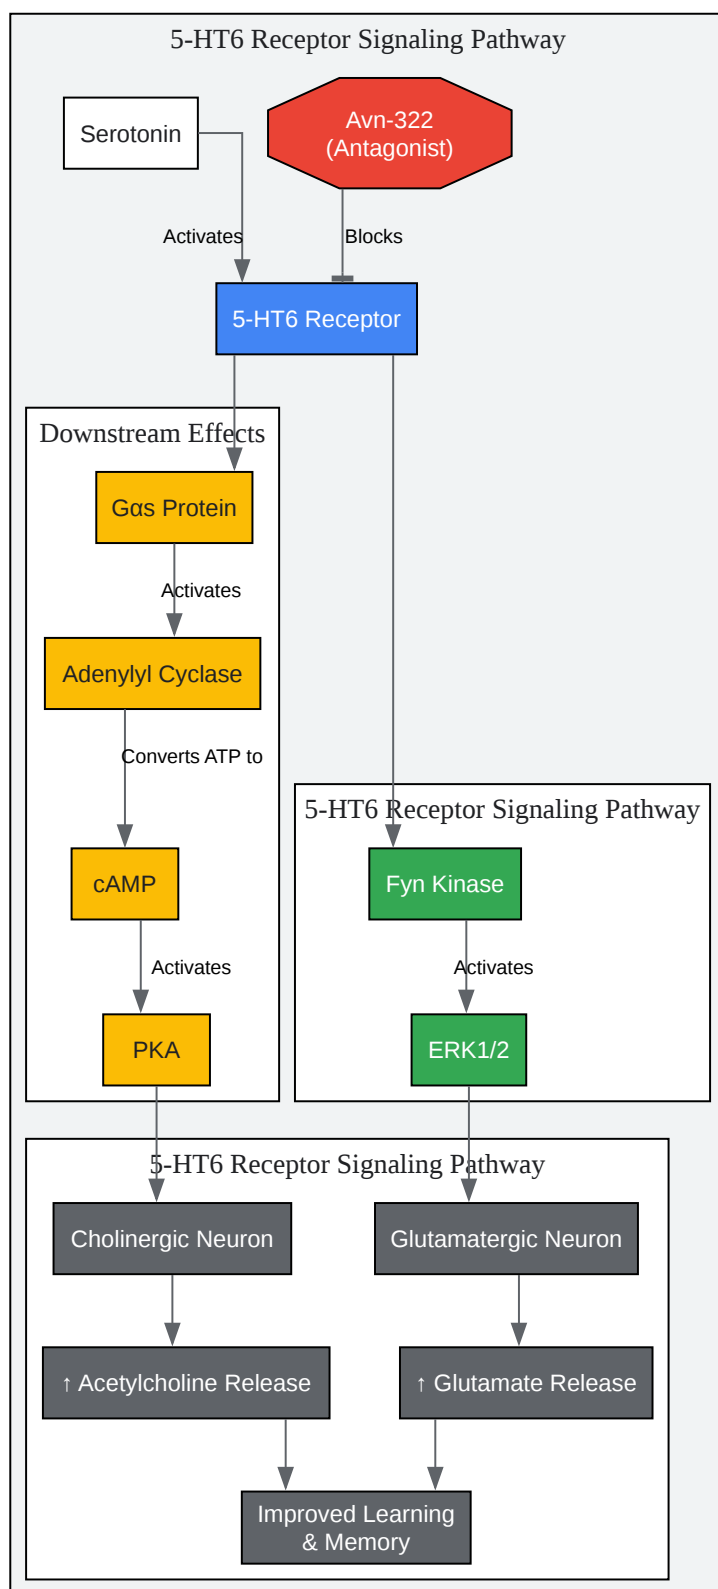 5-HT6 Receptor Signaling Pathway
Serotonin
Avn-322
(Antagonist)
Activates
Blocks
5-HT6 Receptor
Downstream Effects
Gαs Protein
Activates
Adenylyl Cyclase
Converts ATP to
5-HT6 Receptor Signaling Pathway
cAMP
Fyn Kinase
Activates
Activates
PKA
ERK1/2
5-HT6 Receptor Signaling Pathway
Cholinergic Neuron
Glutamatergic Neuron
↑ Acetylcholine Release
↑ Glutamate Release
Improved Learning
& Memory